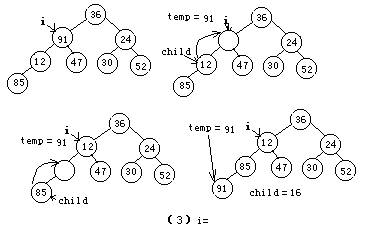 i
36
91
24
12
47
30
52
85
temp = 91
i
36
24
child
12
47
30
52
85
36
i
temp = 91
12
24
47
30
52
85
child
temp = 91
i
36
12
24
85
47
30
52
91
child = 16
(3) i=